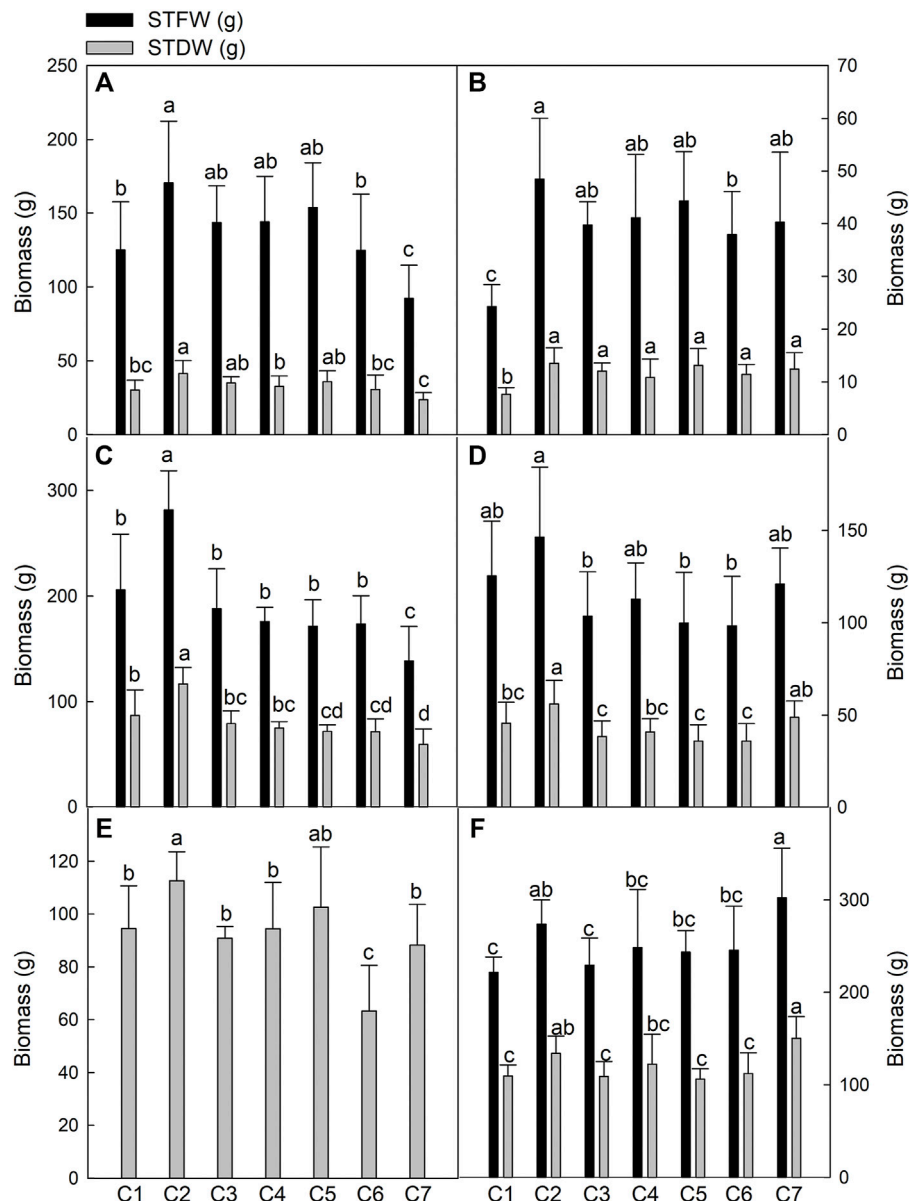 STFW (g)
STDW (g)
A
B
250
200
150
100
50
0
Biomass (g)
b a ab ab ab b c
bc a ab b ab bc c
70
60
50
40
30
20
10
0
Biomass (g)
c a ab a a b a
b a a a a a a
C
D
300
200
100
0
Biomass (g)
b a b b b b c
b a bc bc cd cd d
150
100
50
0
Biomass (g)
ab a b ab b b ab
bc a c bc c c ab
E
F
120
100
80
60
40
20
0
Biomass (g)
b a b b ab c b
300
200
100
0
Biomass (g)
c ab c bc bc bc a
c ab c bc c c a
C1 C2 C3 C4 C5 C6 C7
C1 C2 C3 C4 C5 C6 C7